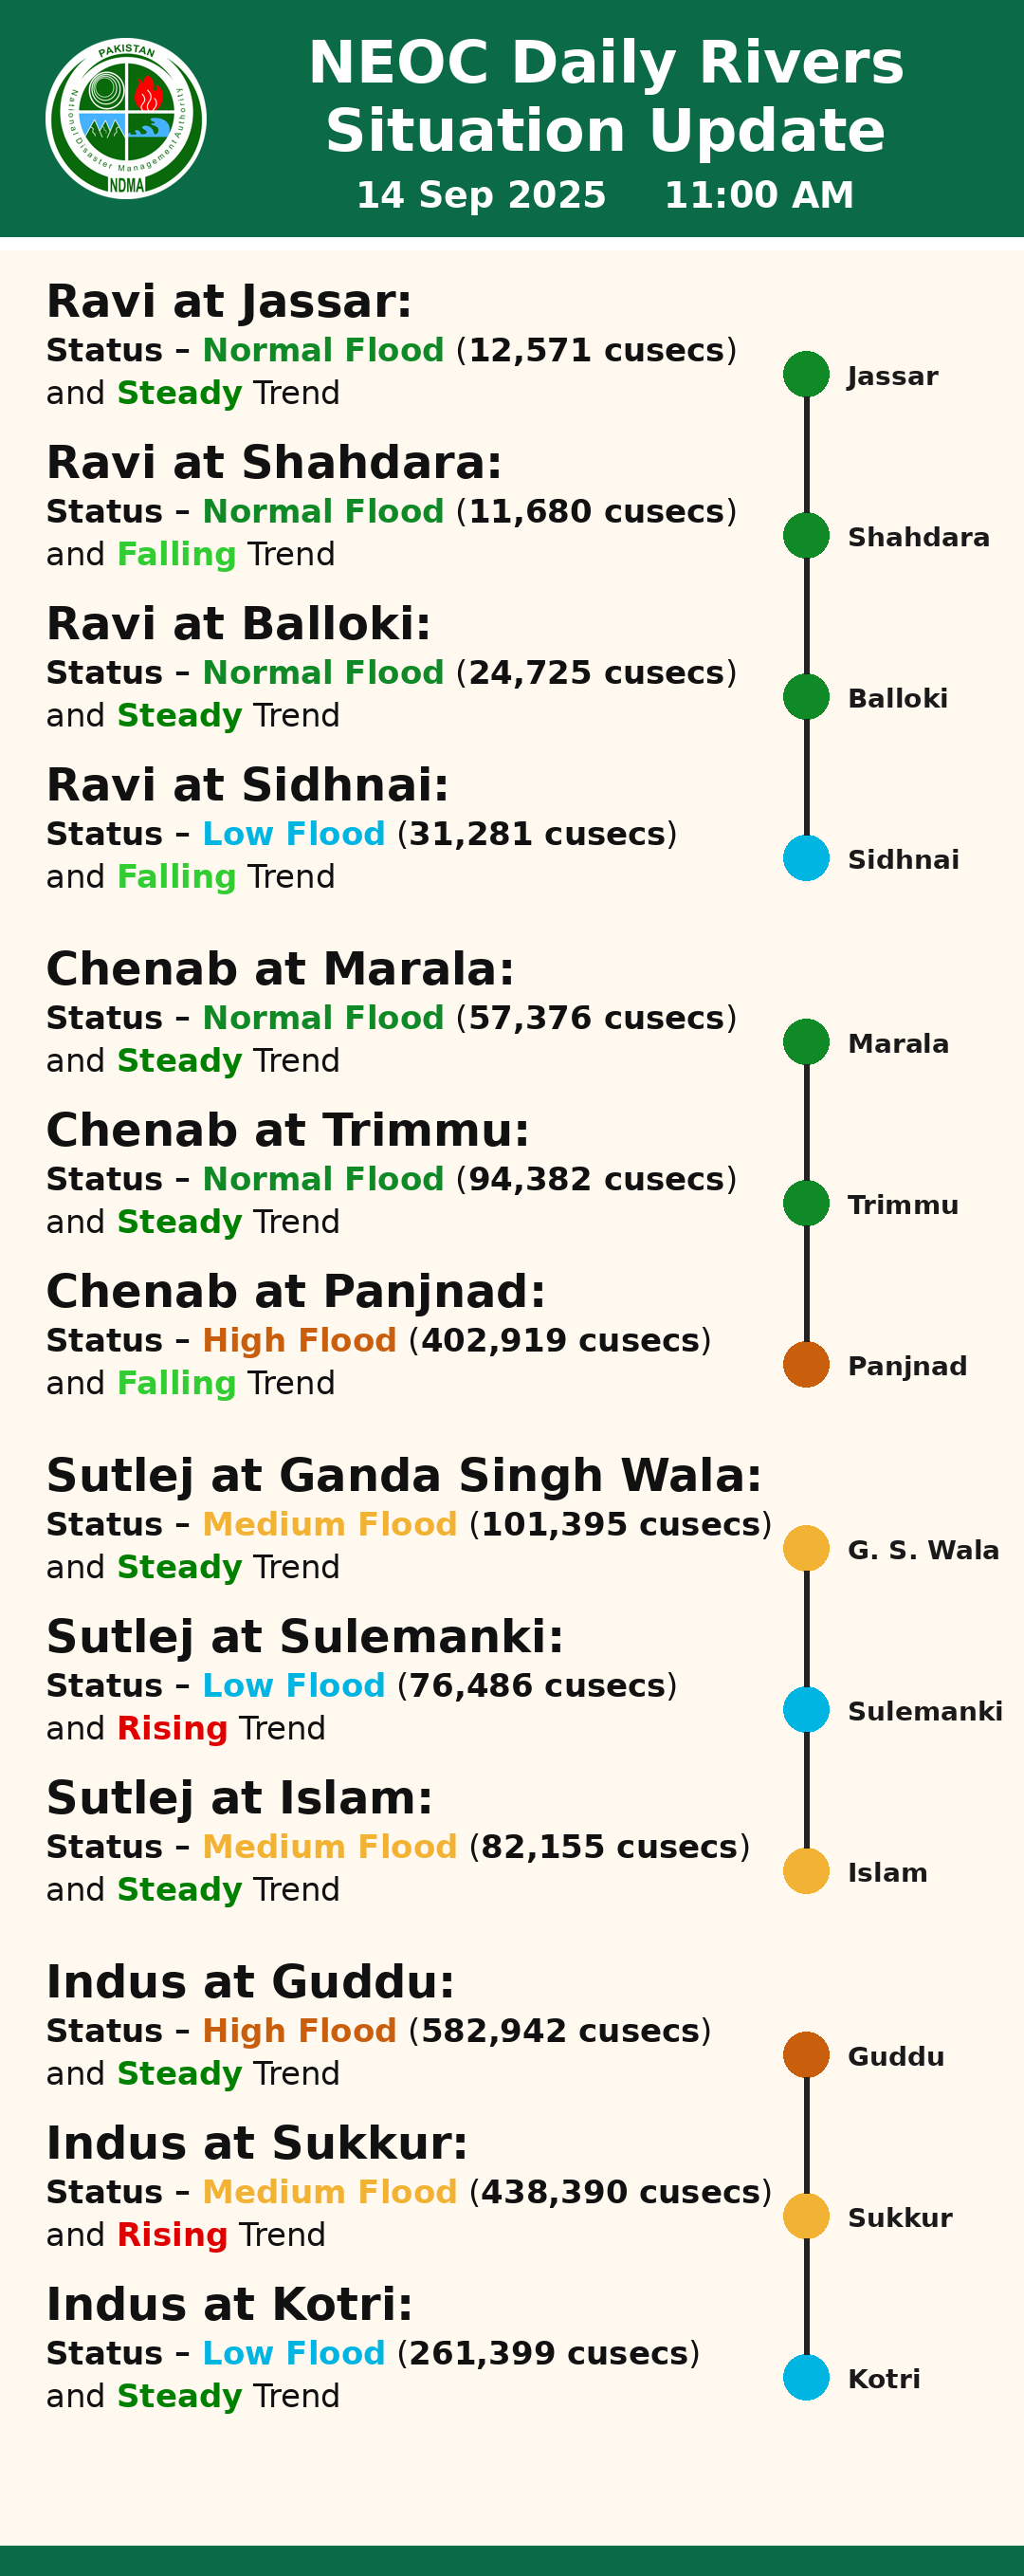 PAKISTAN
National Disaster Management Authority
NDMA
NEOC Daily Rivers
Situation Update
14 Sep 2025 11:00 AM
Ravi at Jassar:
Status – Normal Flood (12,571 cusecs)
and Steady Trend
Jassar
Ravi at Shahdara:
Status – Normal Flood (11,680 cusecs)
and Falling Trend
Shahdara
Ravi at Balloki:
Status – Normal Flood (24,725 cusecs)
and Steady Trend
Balloki
Ravi at Sidhnai:
Status – Low Flood (31,281 cusecs)
and Falling Trend
Sidhnai
Chenab at Marala:
Status – Normal Flood (57,376 cusecs)
and Steady Trend
Marala
Chenab at Trimmu:
Status – Normal Flood (94,382 cusecs)
and Steady Trend
Trimmu
Chenab at Panjnad:
Status – High Flood (402,919 cusecs)
and Falling Trend
Panjnad
Sutlej at Ganda Singh Wala:
Status – Medium Flood (101,395 cusecs)
and Steady Trend
G. S. Wala
Sutlej at Sulemanki:
Status – Low Flood (76,486 cusecs)
and Rising Trend
Sulemanki
Sutlej at Islam:
Status – Medium Flood (82,155 cusecs)
and Steady Trend
Islam
Indus at Guddu:
Status – High Flood (582,942 cusecs)
and Steady Trend
Guddu
Indus at Sukkur:
Status – Medium Flood (438,390 cusecs)
and Rising Trend
Sukkur
Indus at Kotri:
Status – Low Flood (261,399 cusecs)
and Steady Trend
Kotri